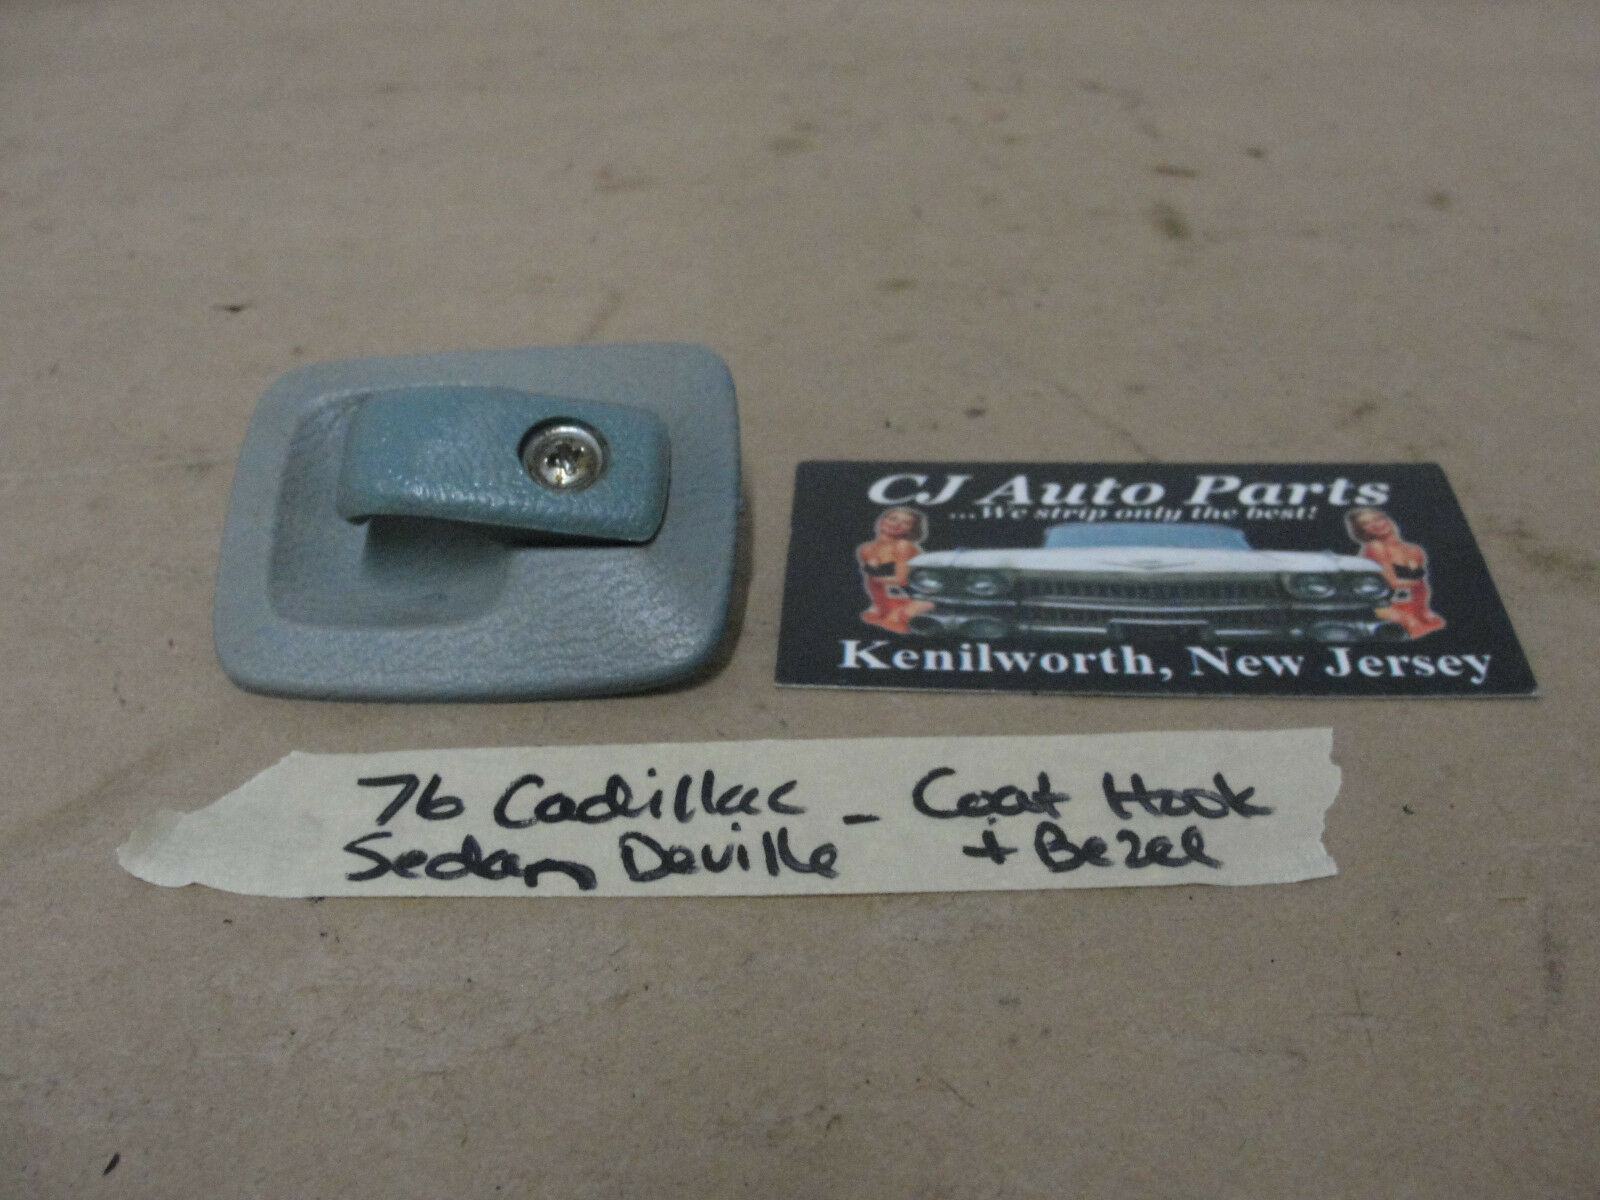 CJ Auto Parts
...We strip only the best!
Kenilworth, New Jersey
76 Cadillac - Coat Hook
Sedan Deville + Bezel